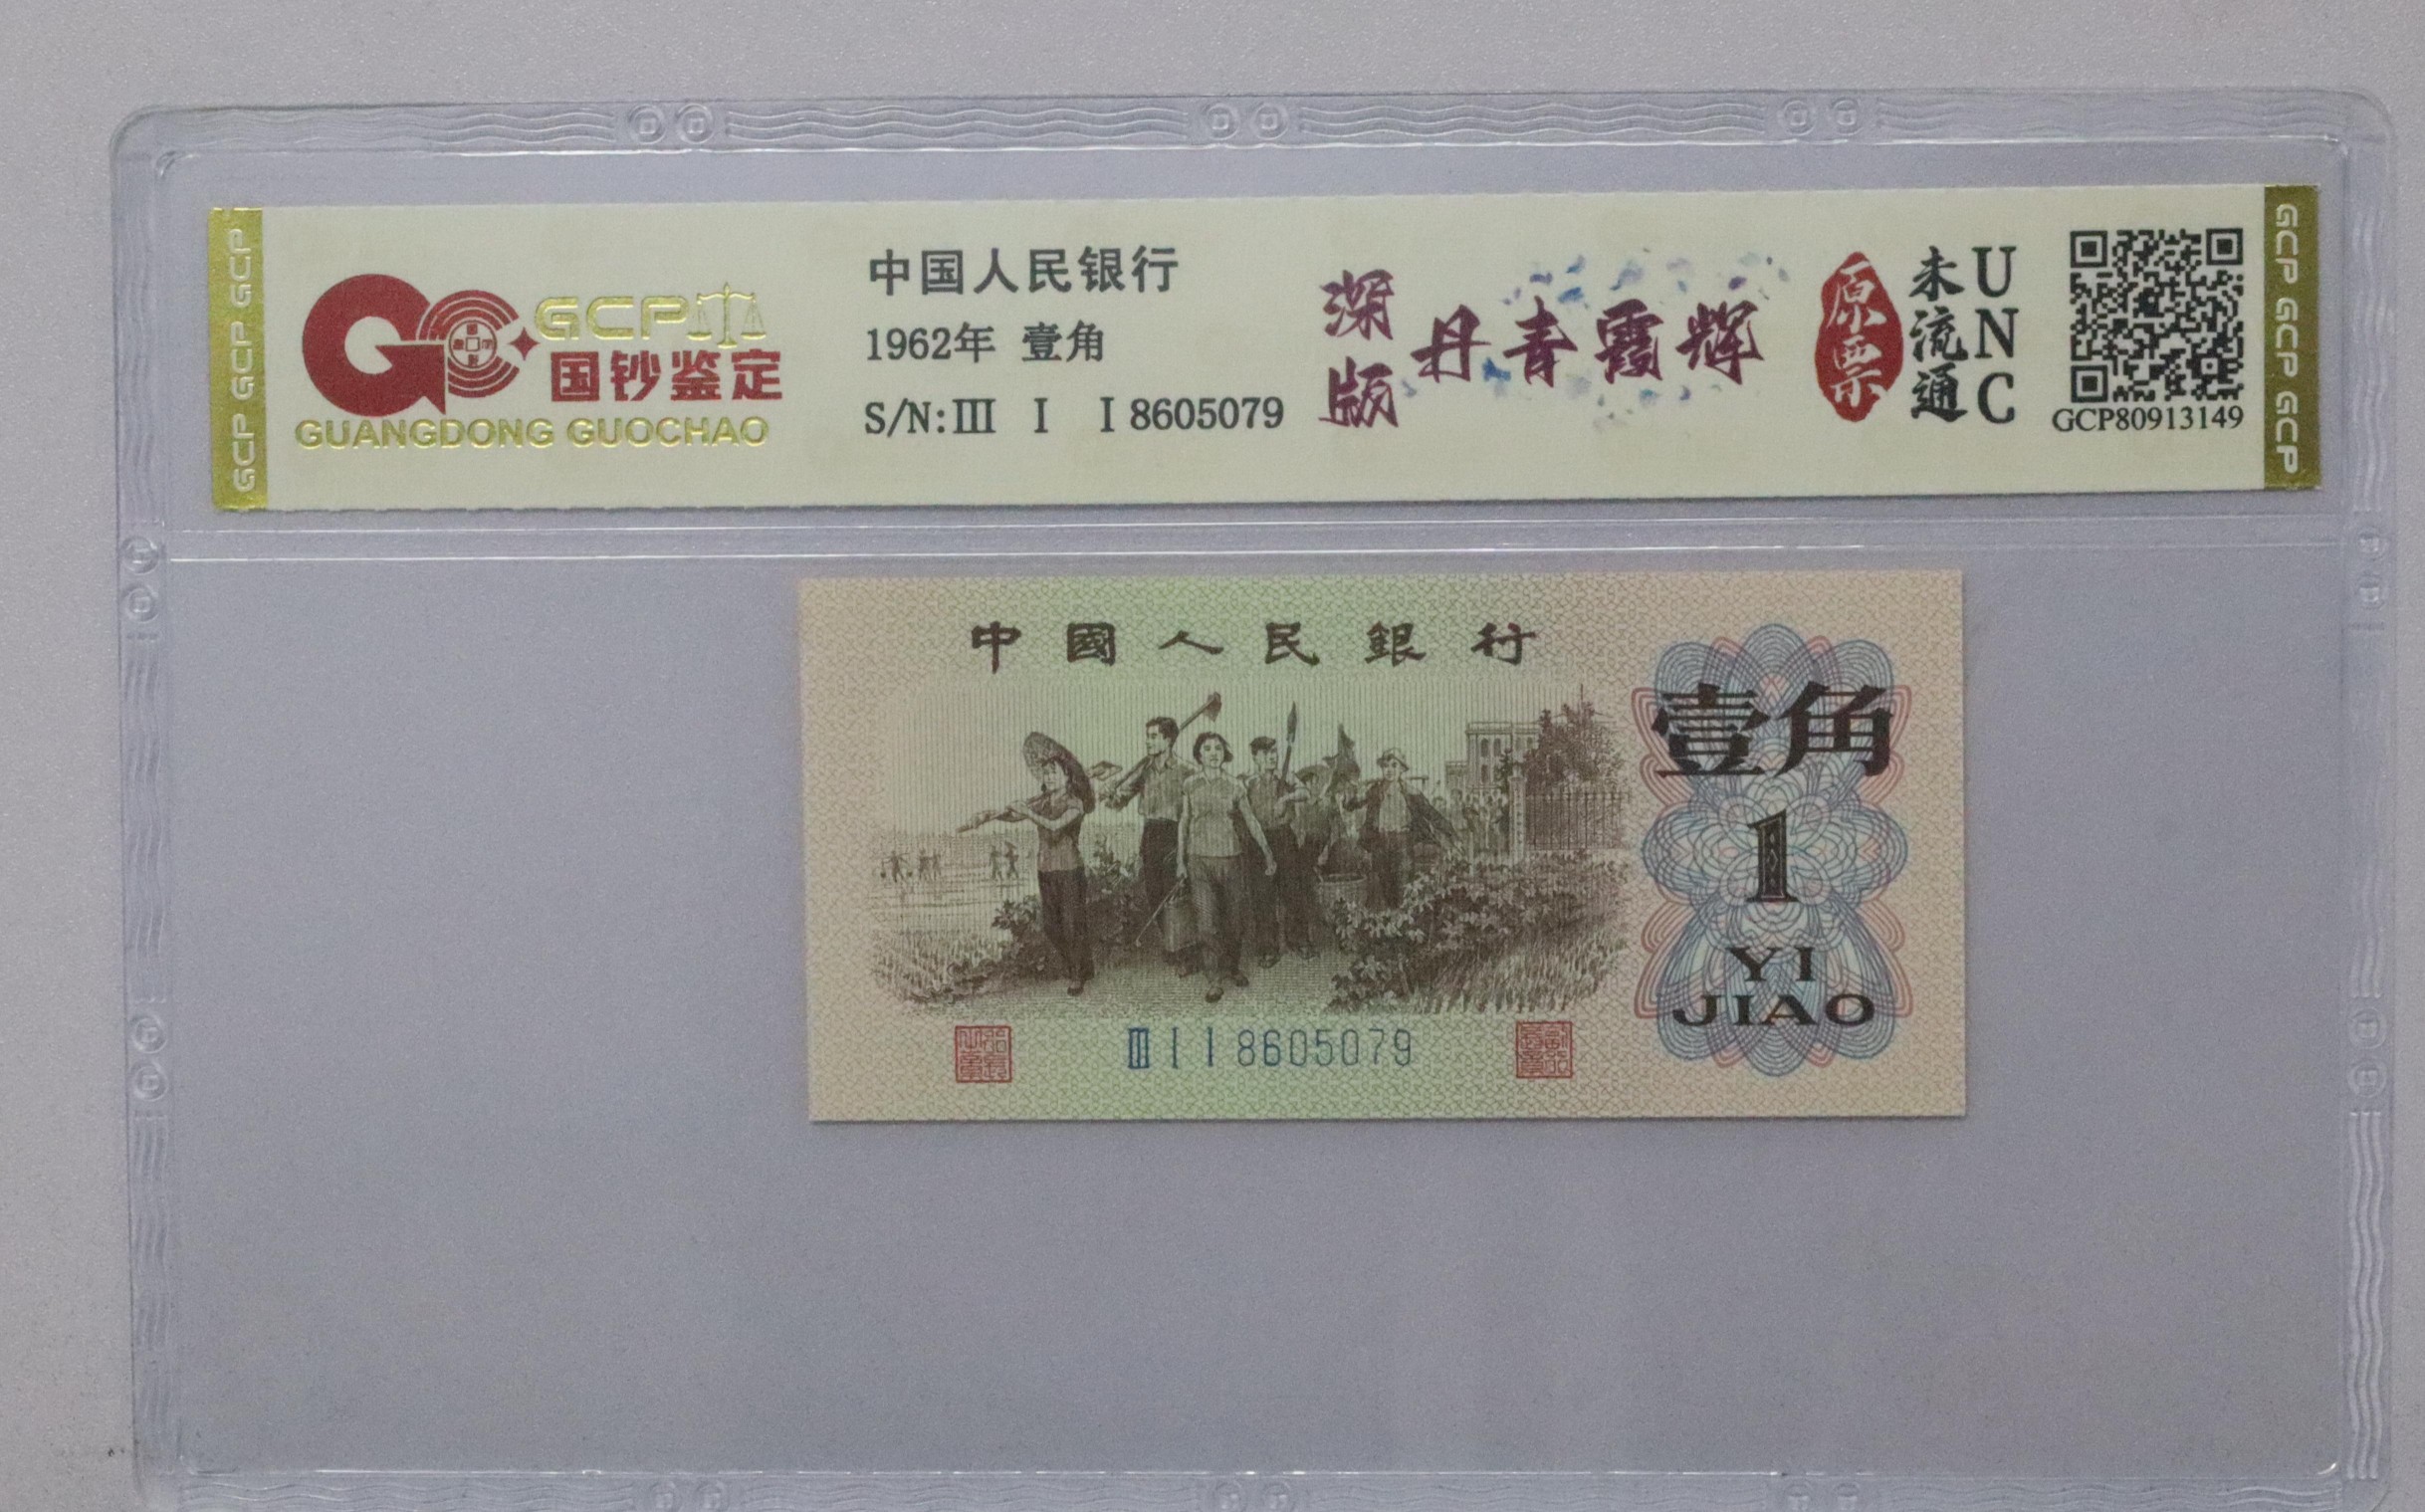 GCP GCP GCP
GCP
国钞鉴定
GUANGDONG GUOCHAO
中国人民银行
1962年 壹角
S/N:III I I 8605079
深版
丹青霞辉
原票
未流通
UNC
GCP80913149
GCP GCP GCP
中國人民銀行
壹角
1
YI
JIAO
III I I 8605079